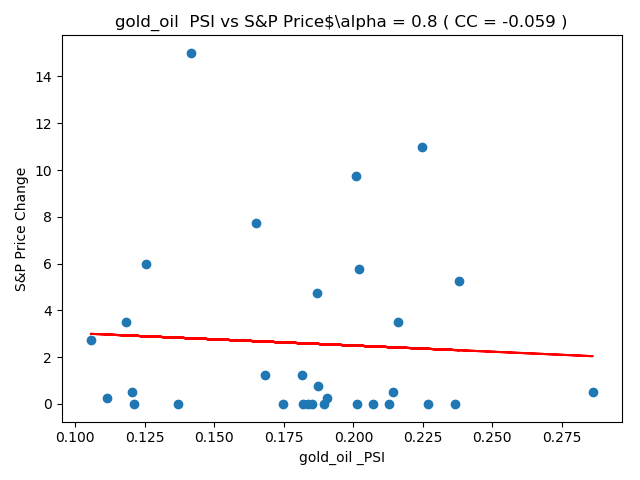 gold_oil  PSI vs S&P Price$\alpha = 0.8 ( CC = -0.059 )
14
12
10
8
6
4
2
0
S&P Price Change
0.100 0.125 0.150 0.175 0.200 0.225 0.250 0.275
gold_oil _PSI